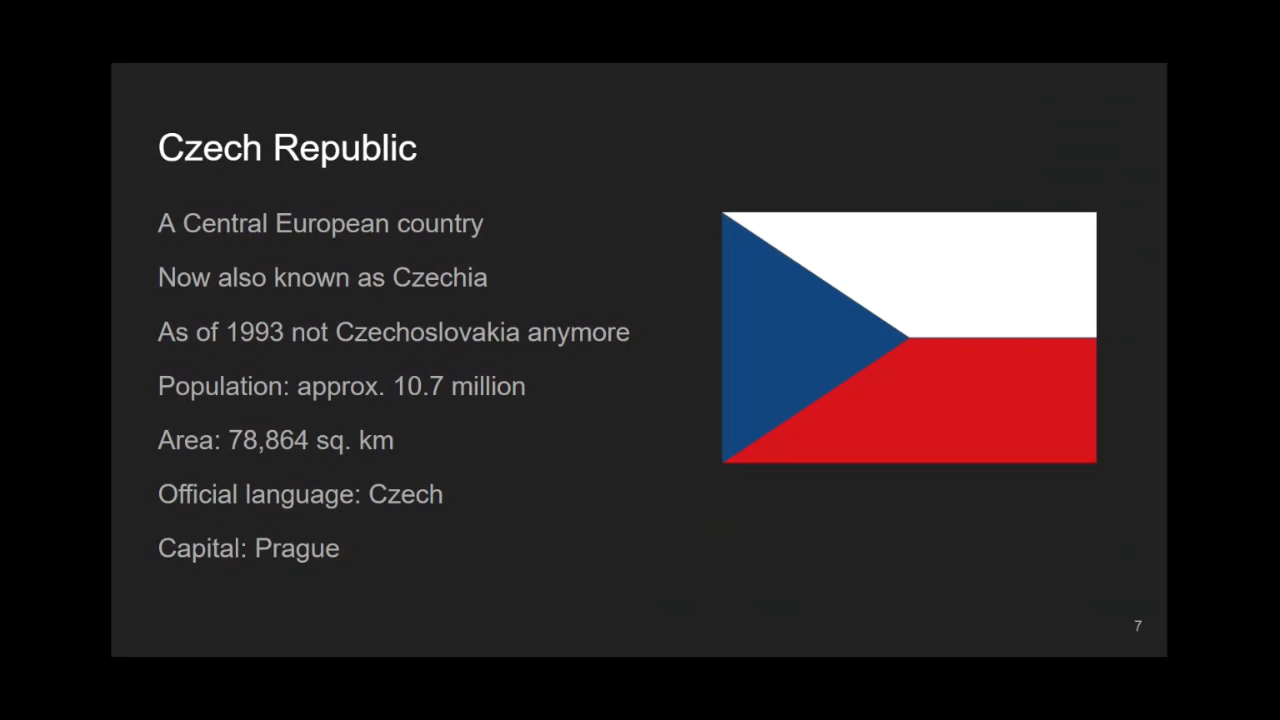 Czech Republic
A Central European country
Now also known as Czechia
As of 1993 not Czechoslovakia anymore
Population: approx. 10.7 million
Area: 78,864 sq. km
Official language: Czech
Capital: Prague
7